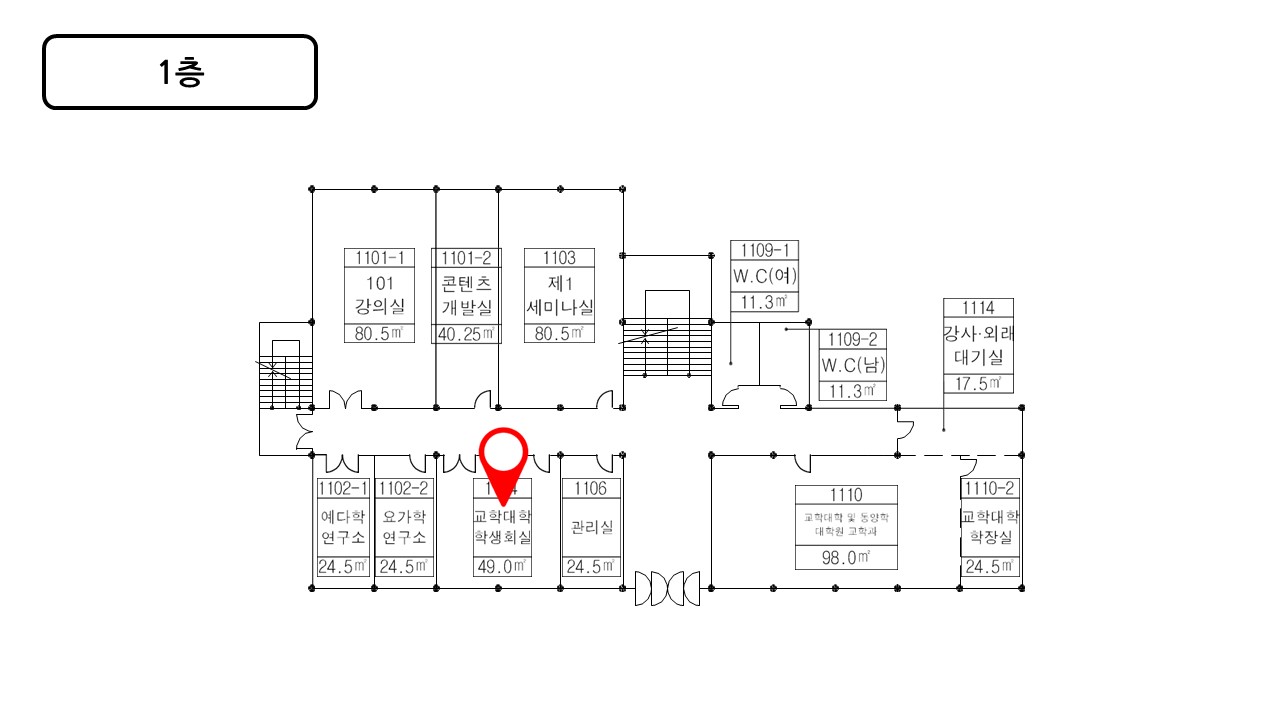 1층
1101-1
101
강의실
80.5㎡
1101-2
콘텐츠
개발실
40.25㎡
1103
제1
세미나실
80.5㎡
1109-1
W.C(여)
11.3㎡
1109-2
W.C(남)
11.3㎡
1114
강사·외래
대기실
17.5㎡
1102-1
예다학
연구소
24.5㎡
1102-2
요가학
연구소
24.5㎡
교학대학
학생회실
49.0㎡
1106
관리실
24.5㎡
1110
교학대학 및 동양학
대학원 교학과
98.0㎡
1110-2
교학대학
학장실
24.5㎡